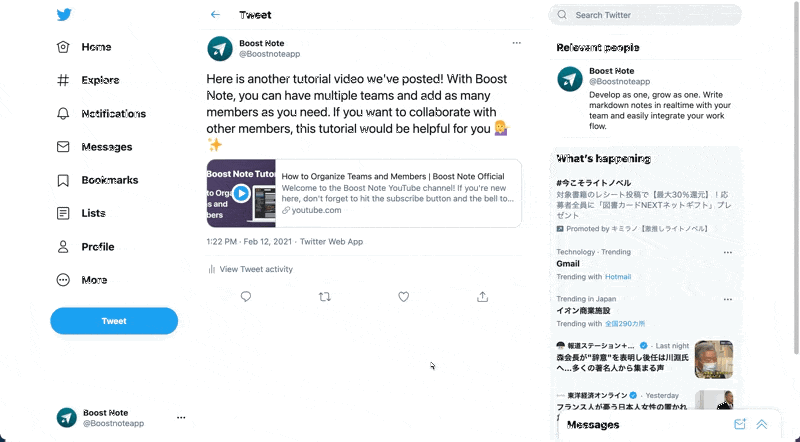 Home
Explore
Notifications
Messages
Bookmarks
Lists
Profile
More
Tweet
Boost Note
@Boostnoteapp
Tweet
Boost Note
@Boostnoteapp
Here is another tutorial video we've posted! With Boost
Note, you can have multiple teams and add as many
members as you need. If you want to collaborate with
other members, this tutorial would be helpful for you 💁‍♀️
✨
How to Organize Teams and Members | Boost Note Official
Welcome to the Boost Note YouTube channel! If you're new
here, don't forget to hit the subscribe button and the bell to...
youtube.com
1:22 PM · Feb 12, 2021 · Twitter Web App
View Tweet activity
Search Twitter
Relevant people
Boost Note
@Boostnoteapp
Develop as one, grow as one. Write
markdown notes in realtime with your
team and easily integrate your work
flow.
What's happening
#今こそライトノベル
対象書籍のレシート投稿で【最大30%還元】！応
募者全員に「図書カードNEXTネットギフト」プレ
ゼント
Promoted by キミラノ【激推しライトノベル】
Technology · Trending
Gmail
Trending with Hotmail
Trending in Japan
イオン商業施設
Trending with 全国290カ所
報道ステーション＋... · Last night
森会長が"辞意"を表明し後任は川淵氏
へ...多くの著名人から集まる声
東洋経済オンライン · Yesterday
フランス人が憂う日本人女性の置かれ
Messages